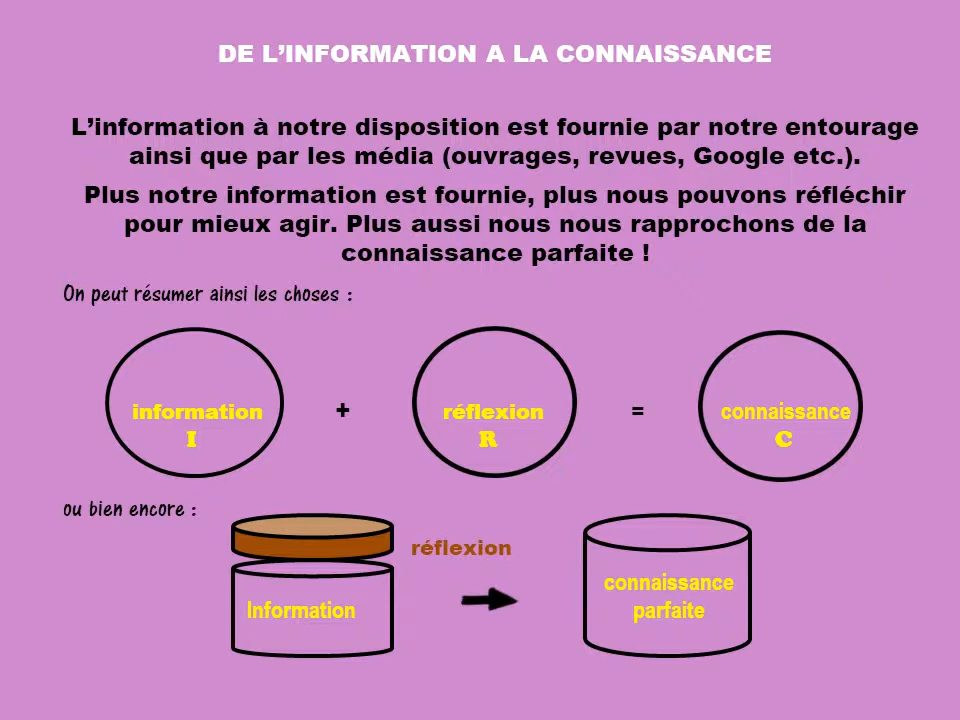 DE L’INFORMATION A LA CONNAISSANCE
L’information à notre disposition est fournie par notre entourage
ainsi que par les média (ouvrages, revues, Google etc.).
Plus notre information est fournie, plus nous pouvons réfléchir
pour mieux agir. Plus aussi nous nous rapprochons de la
connaissance parfaite !
On peut résumer ainsi les choses :
information + réflexion = connaissance
I R C
ou bien encore :
réflexion
Information
connaissance
parfaite